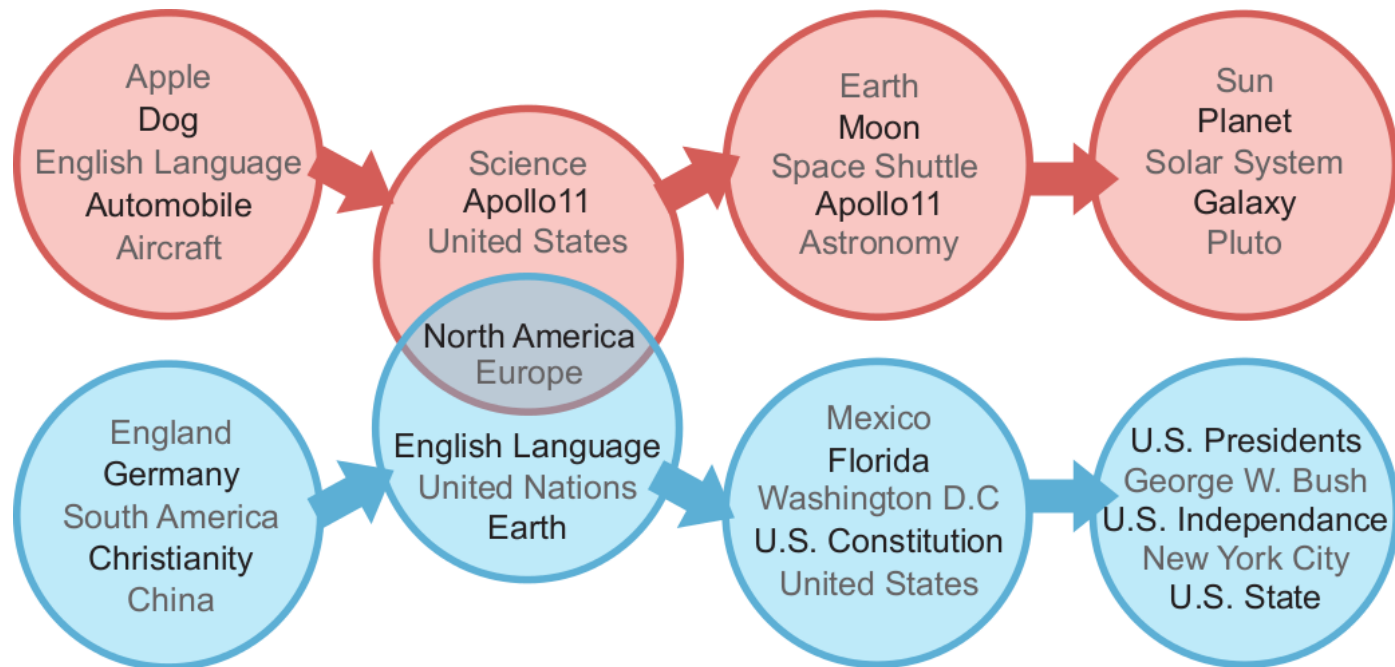 Apple
Dog
English Language
Automobile
Aircraft
Science
Apollo11
United States
North America
Europe
English Language
United Nations
Earth
Earth
Moon
Space Shuttle
Apollo11
Astronomy
Sun
Planet
Solar System
Galaxy
Pluto
England
Germany
South America
Christianity
China
Mexico
Florida
Washington D.C
U.S. Constitution
United States
U.S. Presidents
George W. Bush
U.S. Independance
New York City
U.S. State